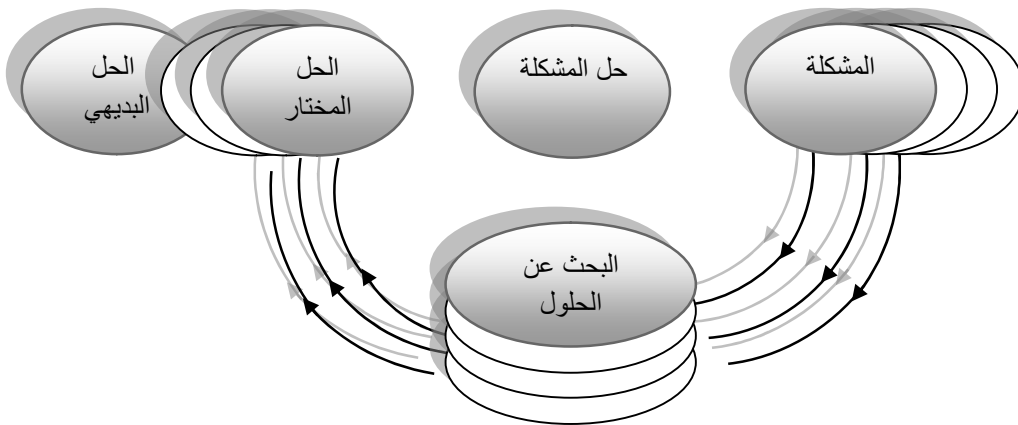 المشكلة
حل المشكلة
الحل
المختار
الحل
البديهي
البحث عن
الحلول